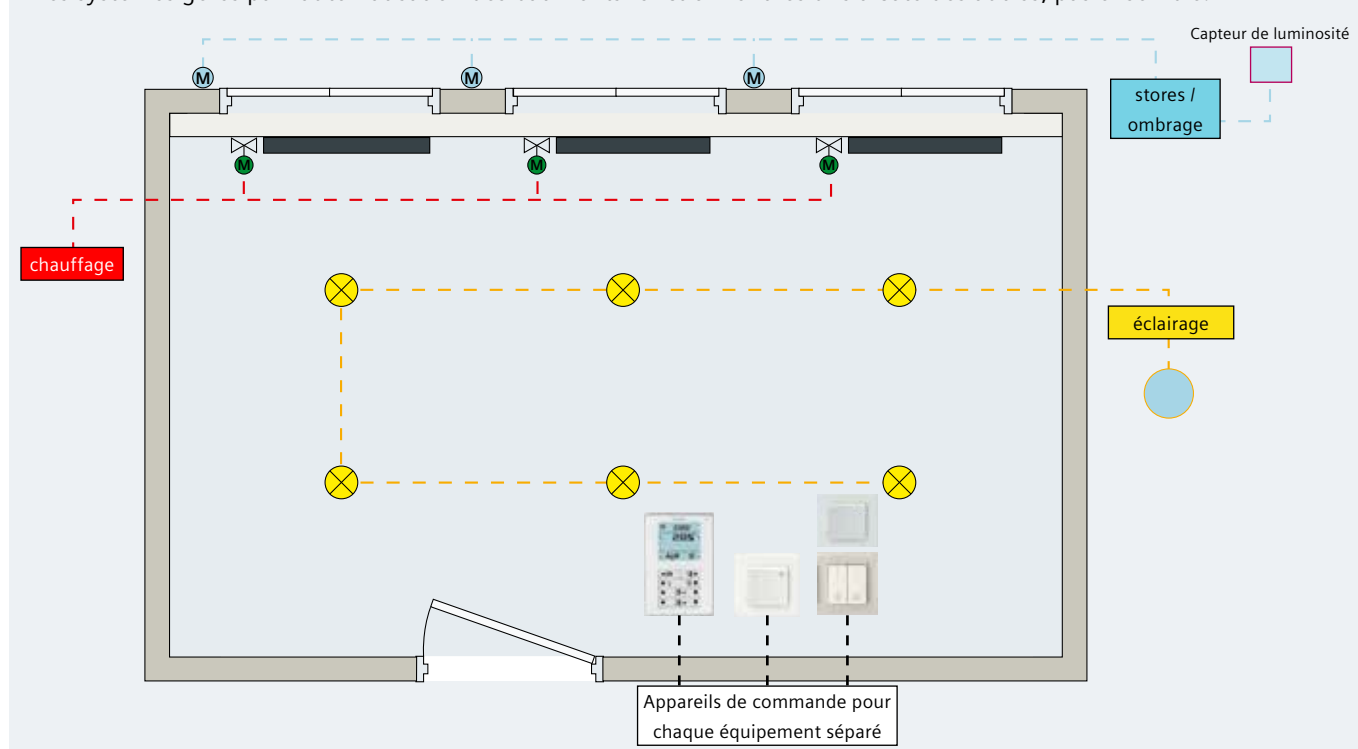 Capteur de luminosité
M
M
M
stores /
ombrage
M
M
M
chauffage
éclairage
Appareils de commande pour
chaque équipement séparé